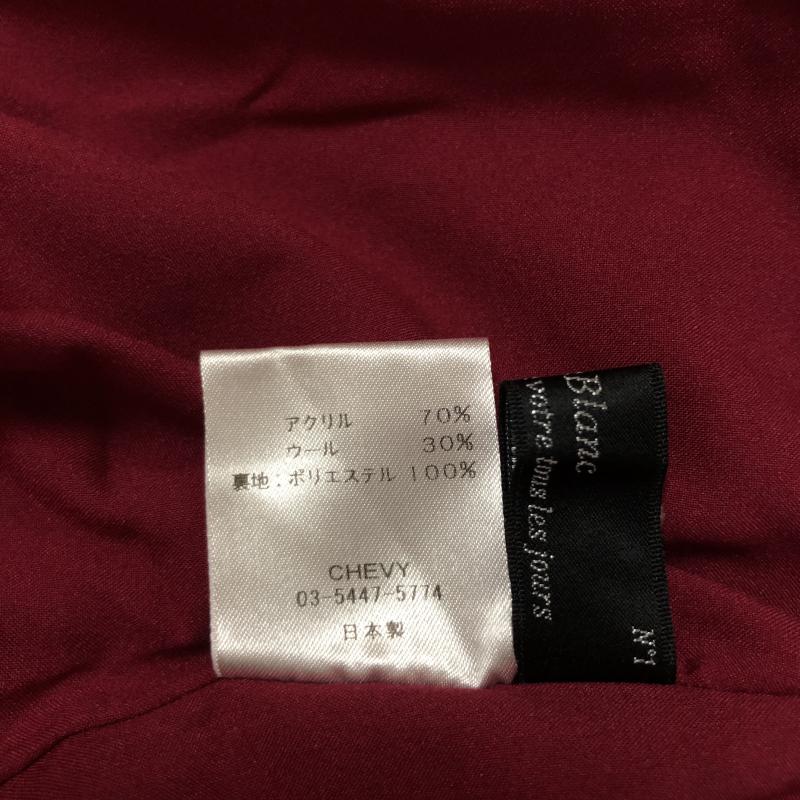 アクリル 70%
ウール 30%
裏地：ポリエステル 100%
CHEVY
03-5447-5774
日本製
Blanc
votre tous les jours
N°1